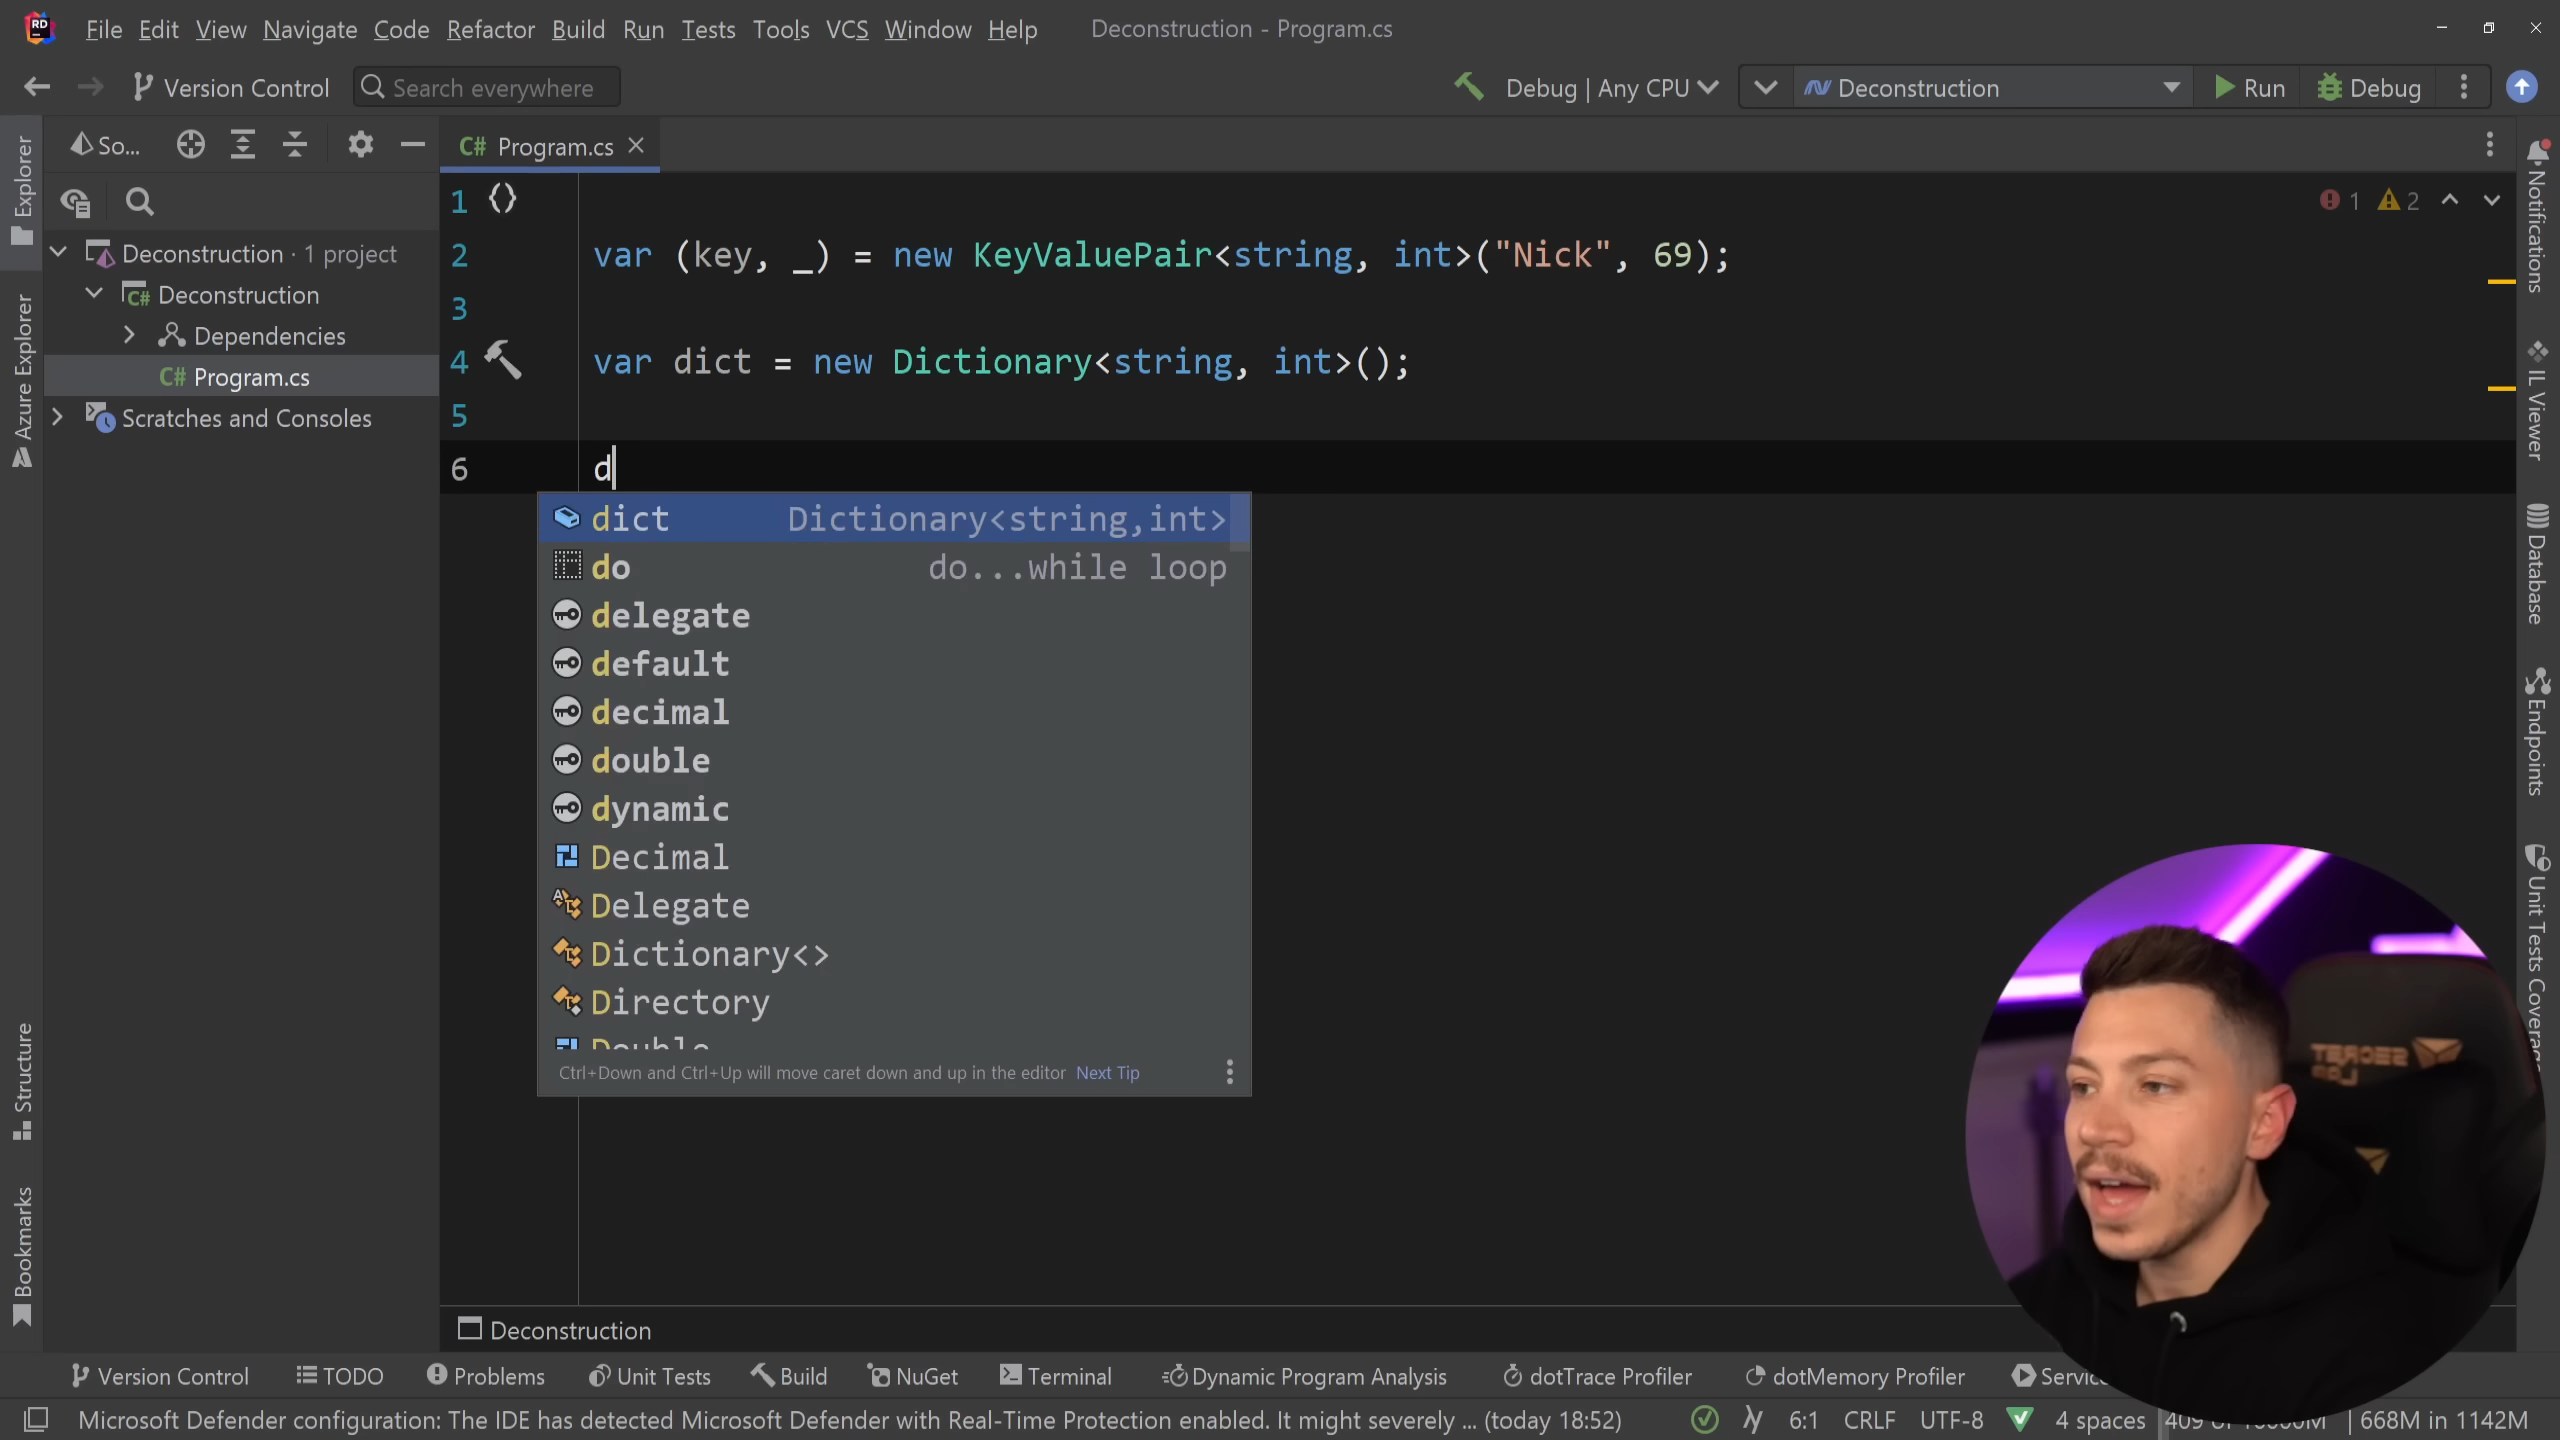 File Edit View Navigate Code Refactor Build Run Tests Tools VCS Window Help Deconstruction - Program.cs
Version Control Search everywhere Debug | Any CPU Deconstruction Run Debug
So... C# Program.cs
1
1 2
2 var (key, _) = new KeyValuePair<string, int>("Nick", 69);
3
4 var dict = new Dictionary<string, int>();
5
6 d
Explorer
Azure Explorer
Structure
Bookmarks
Deconstruction · 1 project
C# Deconstruction
Dependencies
C# Program.cs
Scratches and Consoles
dict Dictionary<string,int>
do do...while loop
delegate
default
decimal
double
dynamic
Decimal
Delegate
Dictionary<>
Directory
Double
Ctrl+Down and Ctrl+Up will move caret down and up in the editor Next Tip
Notifications
IL Viewer
Database
Endpoints
Unit Tests Coverage
SECRET
LAB
Deconstruction
Version Control TODO Problems Unit Tests Build NuGet Terminal Dynamic Program Analysis dotTrace Profiler dotMemory Profiler
Microsoft Defender configuration: The IDE has detected Microsoft Defender with Real-Time Protection enabled. It might severely ... (today 18:52) 6:1 CRLF UTF-8 4 spaces 668M in 1142M